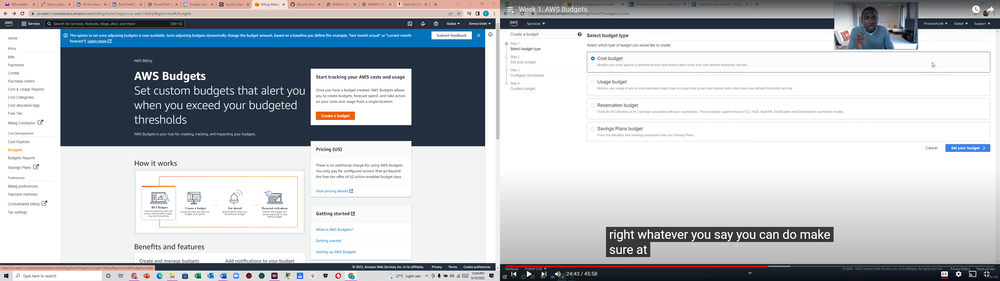 (38 unread) -
Slack | cyberg
All the resour
Post | Feed | L
PowerPoint P
Google Calen
Quizizz Creat
Billing Manag
Security Over
EMMA'S CV
EMMA'S CV
Hack the Cyb
us-east-1.console.aws.amazon.com/billing/home?region=us-east-1&skipRegion=true#/budgets
aws
Services
Search for services, features, blogs, docs, and more
[Alt+S]
Global
Emma Onoh
Home
Billing
Bills
Payments
Credits
Purchase orders
Cost & Usage Reports
Cost Categories
Cost allocation tags
Free Tier
Billing Conductor
Cost Management
Cost Explorer
Budgets
Budgets Reports
Savings Plans
Preferences
Billing preferences
Payment methods
Consolidated billing
Tax settings
The option to set auto-adjusting budgets is now available. Auto-adjusting budgets dynamically change the budget amount, based on a baseline you define (for example, "last month actual" or "current month
forecast"). Learn more
Submit feedback
AWS Billing
AWS Budgets
Set custom budgets that alert you
when you exceed your budgeted
thresholds
AWS Budgets is your hub for creating, tracking, and inspecting your budgets.
Start tracking your AWS costs and usage
Once you have a budget created, AWS Budgets allows
you to create budgets, forecast spend, and take action
on your costs and usage from a single location.
Create a budget
Pricing (US)
There is no additional charge for using AWS Budgets.
You only pay for configured actions that go beyond
the free tier offer of 62 action-enabled budget days.
View pricing details
Getting started
What is AWS Budgets?
Getting started
Setting up AWS Budgets
How it works
AWS Budgets
Improve planning and cost
control with flexible budge -
ing and forecasting
Create a budget
Customize how you want to
budget your spend
Get alerted
Receive alerts when you
exceed your budget
Respond with actions
Define and trigger cost
saving responses to stay
within budget
Benefits and features
Create and manage budgets
Add notifications to your budget
https://us-east-1.console.aws.amazon.com/billing/home?region=us-east-1&skipRegion=true#/budgets/create
© 2022, Amazon Web Services, Inc. or its affiliates.
Privacy
Terms
Cookie preferences
Type here to search
27°C Light rain
12:44 PM
9/10/2022
AWW App | Online Whiteboard
Billing Management Console
All the resources you need to g
Cloud Engineer Resume - Goog
Week 1: AWS Budgets
console.aws.amazon.com/billing/home?#/budgets/create
aws
Services
PracticeAcctB
Global
Support
Create a budget
Step 1
Select budget type
Step 2
Set your budget
Step 3
Configure thresholds
Step 4
Confirm budget
Select budget type
Select which type of budget you would like to create.
Cost budget
Monitor your costs against a specified amount and receive alerts when your user-defined thresholds are met.
Usage budget
Monitor your usage of one or more specified usage types or usage type groups and receive alerts when your user-defined thresholds are met.
Reservation budget
Track the RI Utilization or RI Coverage associated with your reservations. These budgets support Amazon EC2, RDS, Redshift, ElastiCache and Elasticsearch reservation models.
Savings Plans budget
Track the utilization and coverage associated with your Savings Plans.
Cancel
Set your budget
right whatever you say you can do make
sure at
Feedback
English (US)
© 2008 - 2020, Amazon Web Services, Inc. or its affiliates. All rights reserved.
Privacy Policy
Terms of Use
24:43 / 45:58
CC